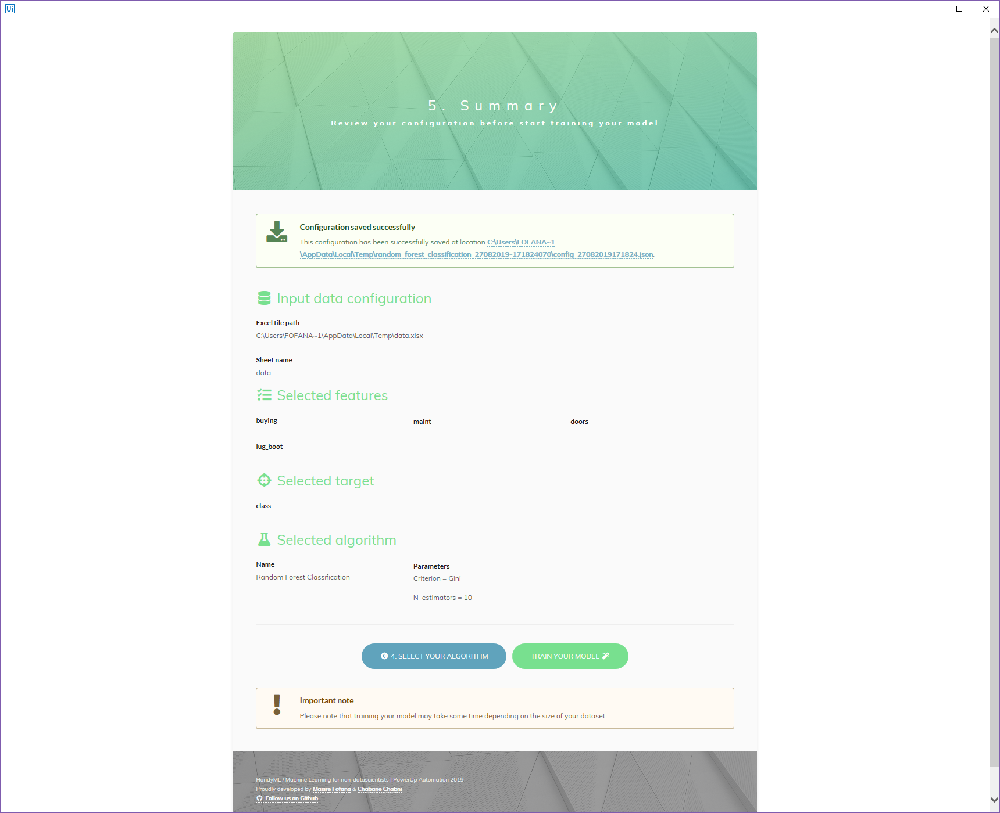 Ui
5. Summary
Review your configuration before start training your model
Configuration saved successfully
This configuration has been successfully saved at location C:\Users\FOFANA~1
\AppData\Local\Temp\random_forest_classification_27082019-171824070\config_27082019171824.json.
Input data configuration
Excel file path
C:\Users\FOFANA~1\AppData\Local\Temp\data.xlsx
Sheet name
data
Selected features
buying
maint
doors
lug_boot
Selected target
class
Selected algorithm
Name
Parameters
Random Forest Classification
Criterion = Gini
N_estimators = 10
4. SELECT YOUR ALGORITHM
TRAIN YOUR MODEL
Important note
Please note that training your model may take some time depending on the size of your dataset.
HandyML / Machine Learning for non-datascientists | PowerUp Automation 2019
Proudly developed by Masire Fofana & Chabane Chabni
Follow us on Github